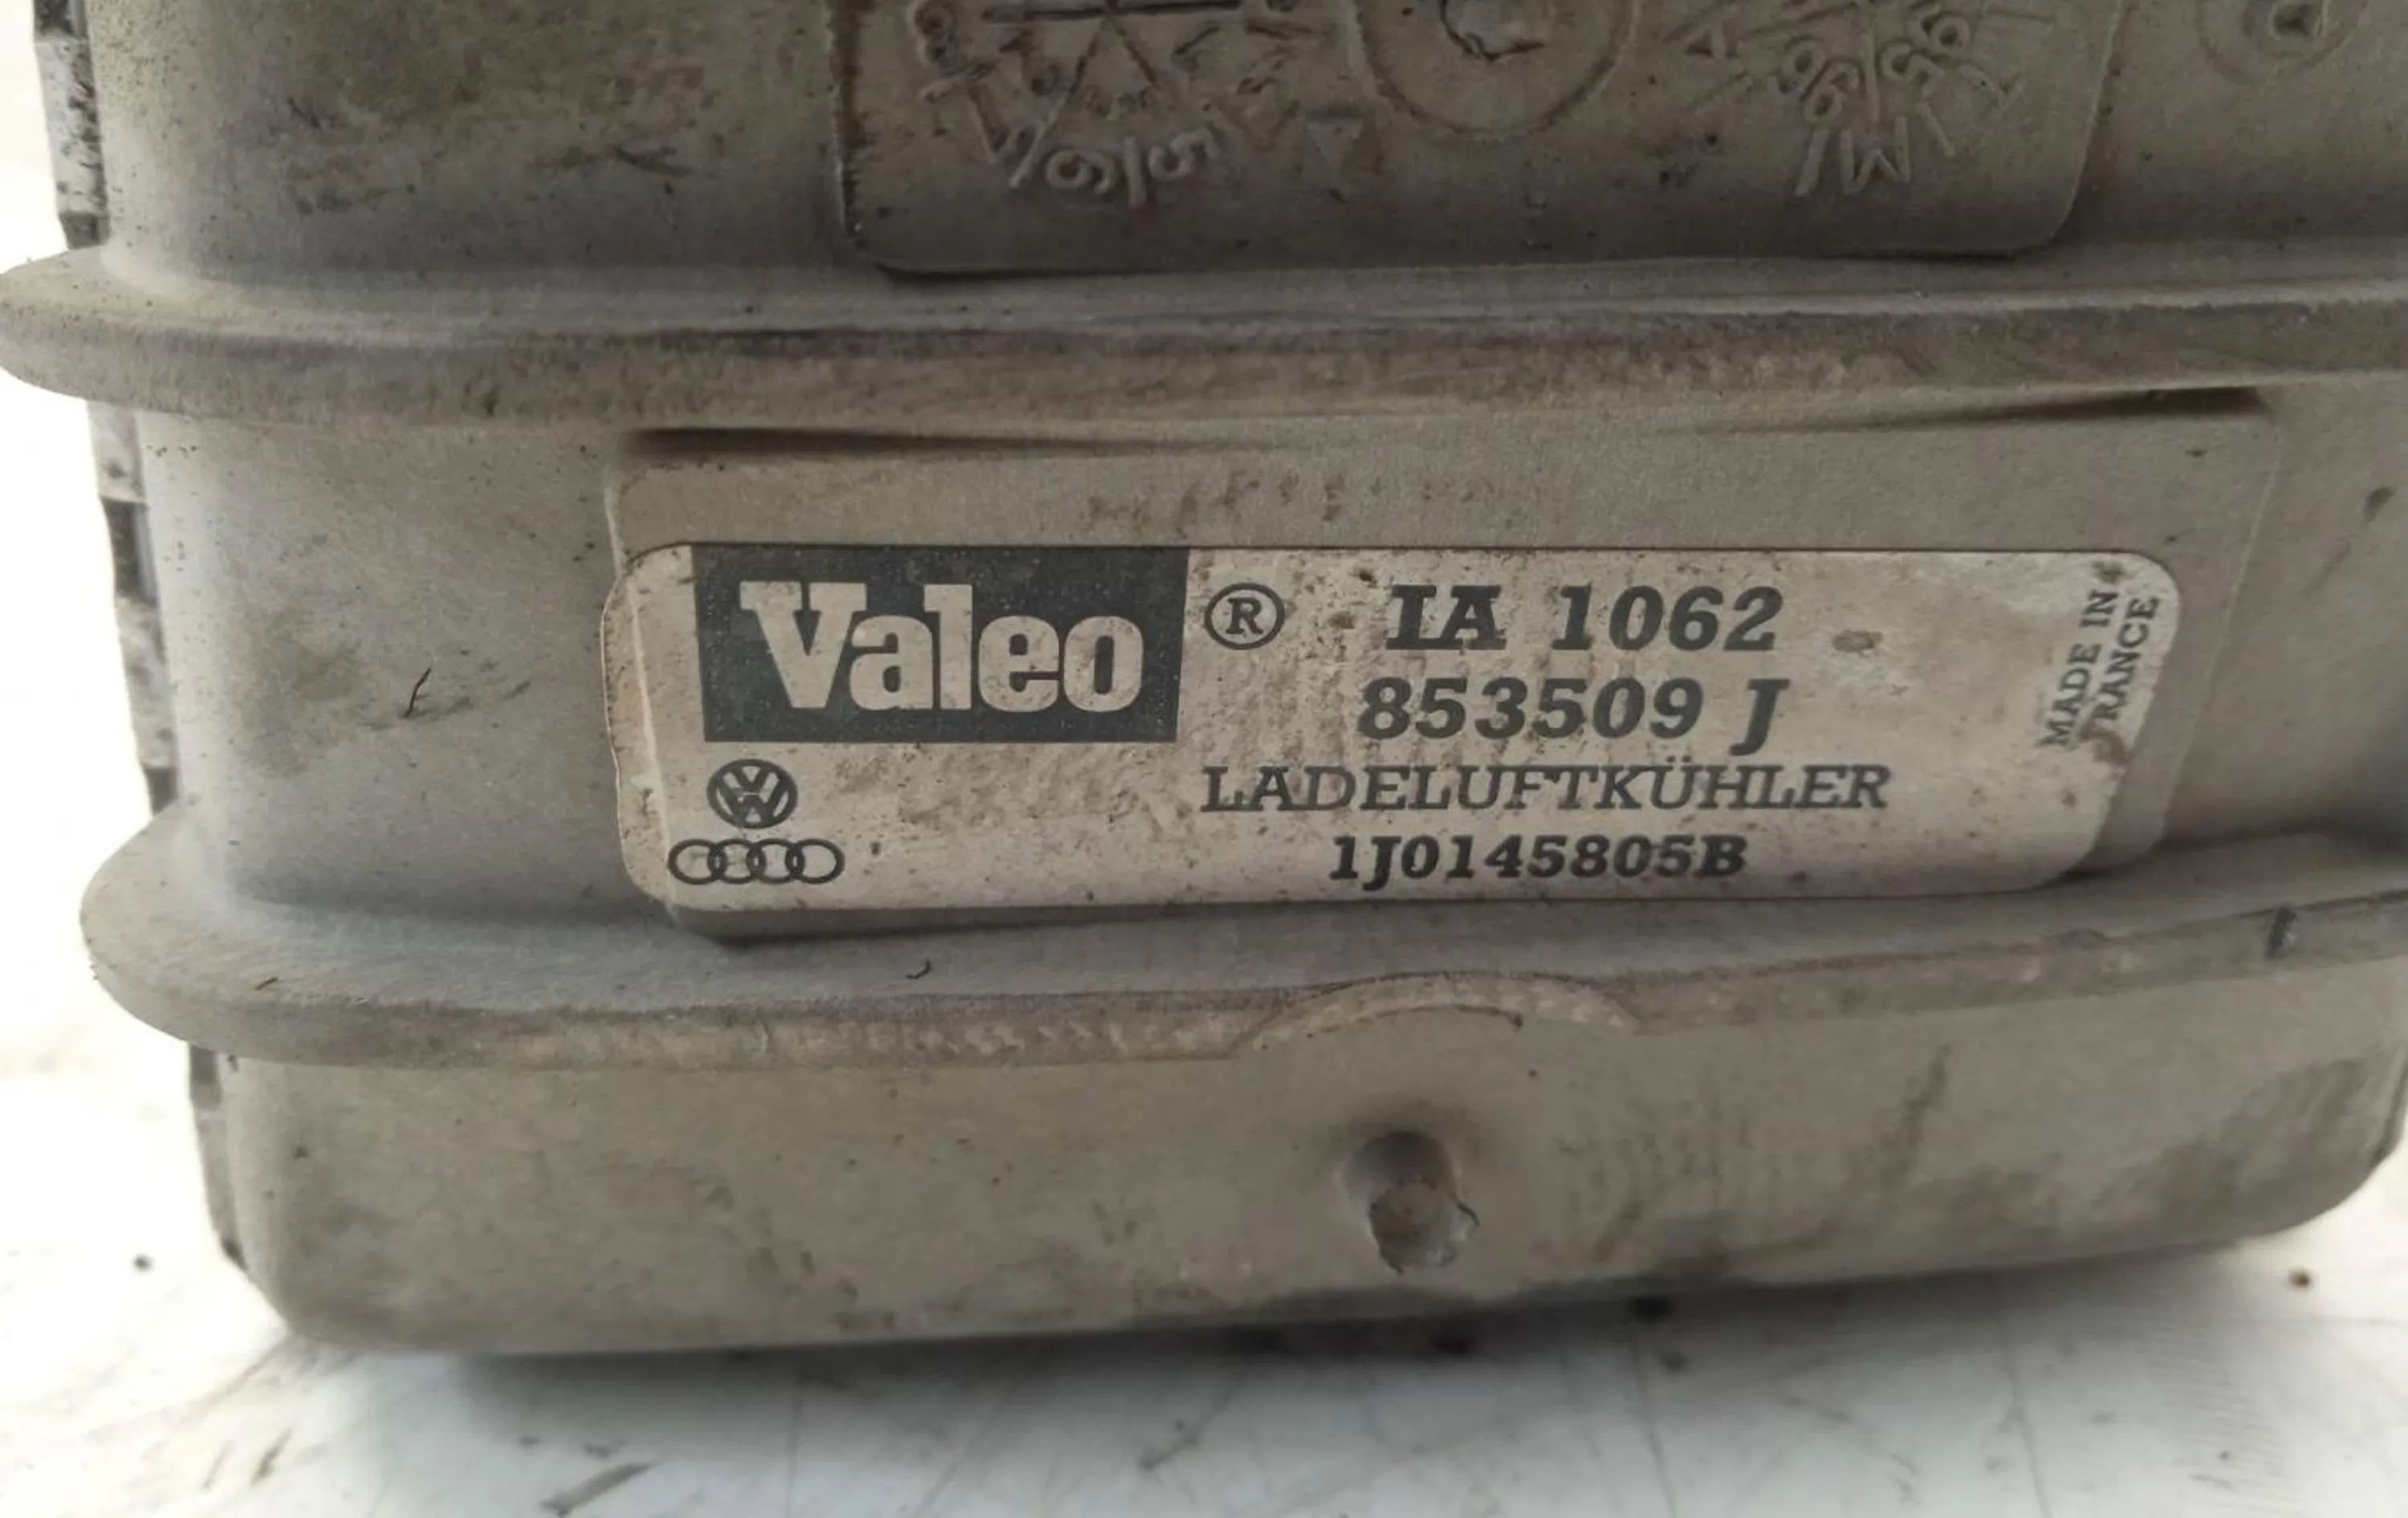 Valeo ® IA 1062
853509 J
LADELUFTKÜHLER
1J0145805B
MADE IN
FRANCE